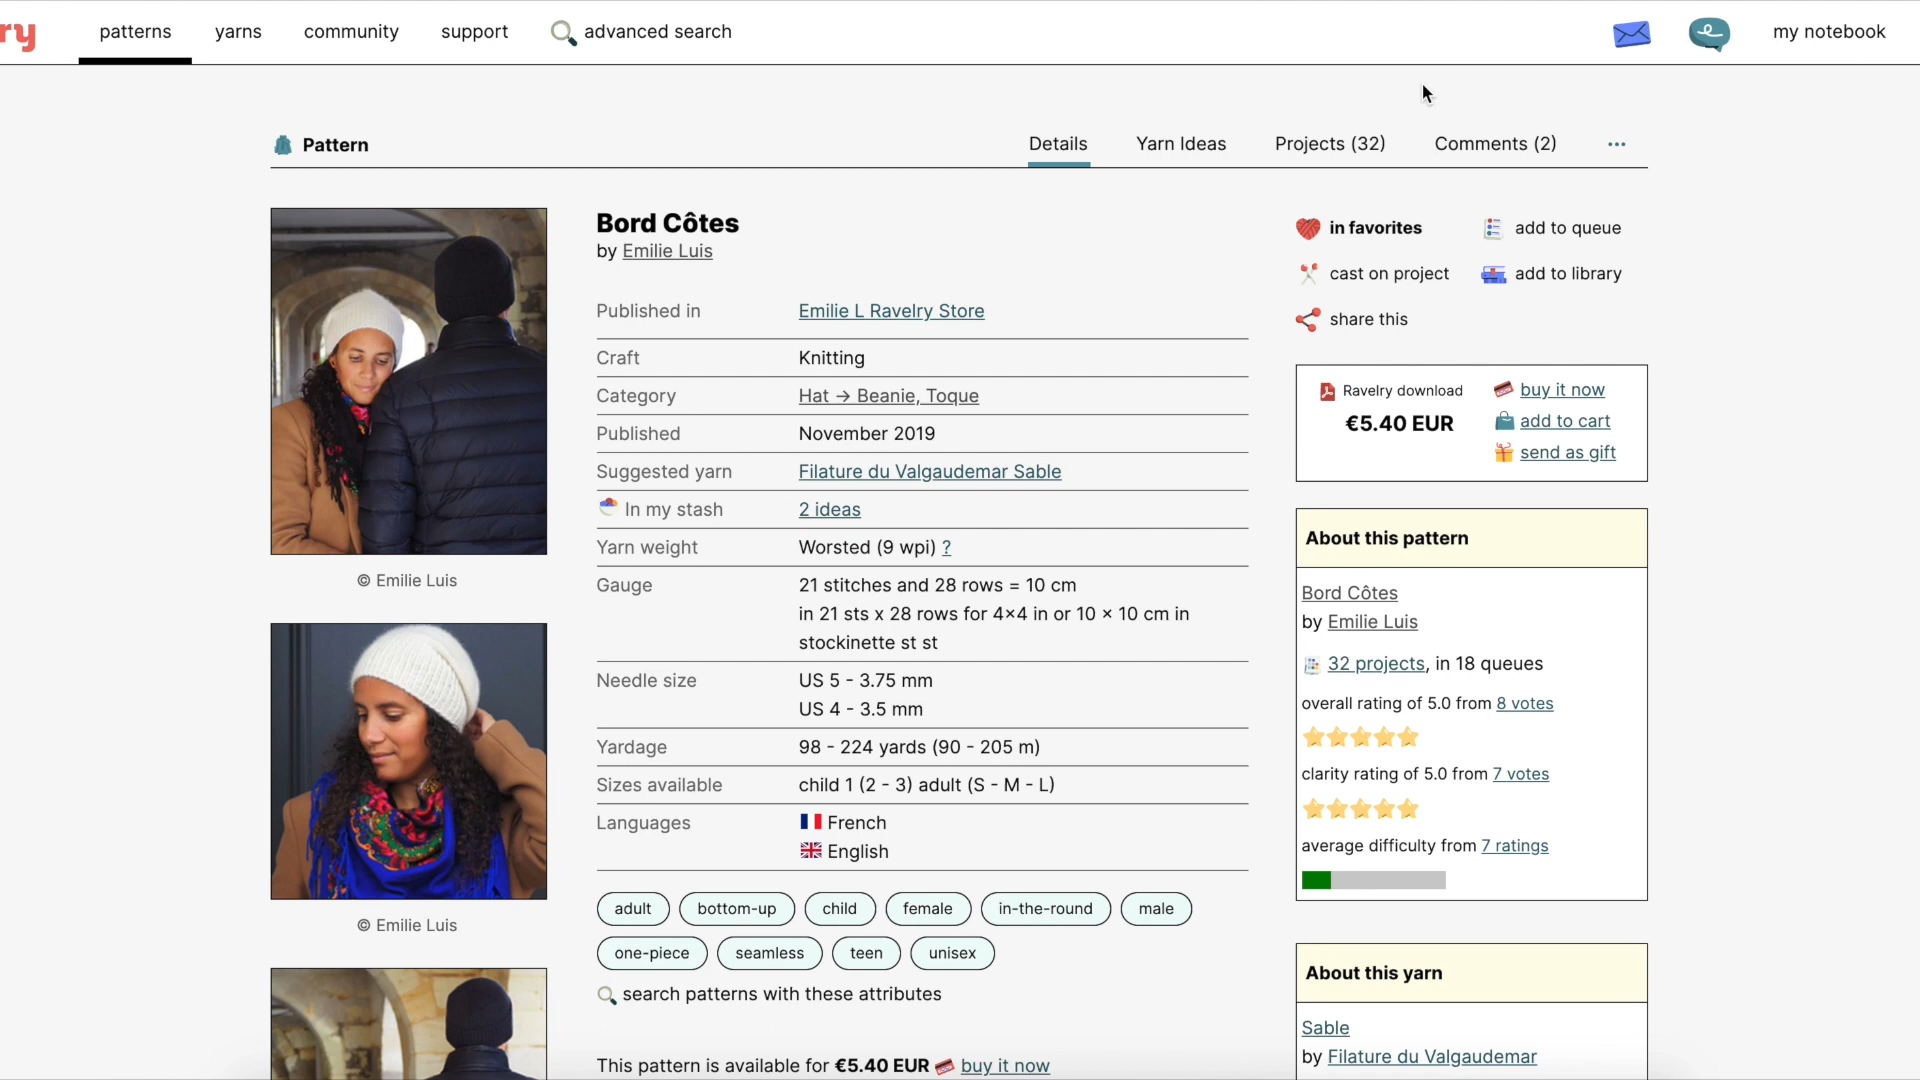 ry patterns yarns community support advanced search my notebook
Pattern Details Yarn Ideas Projects (32) Comments (2) ...
© Emilie Luis
© Emilie Luis
Bord Côtes
by Emilie Luis
Published in Emilie L Ravelry Store
Craft Knitting
Category Hat → Beanie, Toque
Published November 2019
Suggested yarn Filature du Valgaudemar Sable
In my stash 2 ideas
Yarn weight Worsted (9 wpi) ?
Gauge 21 stitches and 28 rows = 10 cm
in 21 sts x 28 rows for 4×4 in or 10 × 10 cm in
stockinette st st
Needle size US 5 - 3.75 mm
US 4 - 3.5 mm
Yardage 98 - 224 yards (90 - 205 m)
Sizes available child 1 (2 - 3) adult (S - M - L)
Languages French
English
adult bottom-up child female in-the-round male
one-piece seamless teen unisex
search patterns with these attributes
This pattern is available for €5.40 EUR buy it now
in favorites add to queue
cast on project add to library
share this
Ravelry download buy it now
€5.40 EUR add to cart
send as gift
About this pattern
Bord Côtes
by Emilie Luis
32 projects, in 18 queues
overall rating of 5.0 from 8 votes
clarity rating of 5.0 from 7 votes
average difficulty from 7 ratings
About this yarn
Sable
by Filature du Valgaudemar